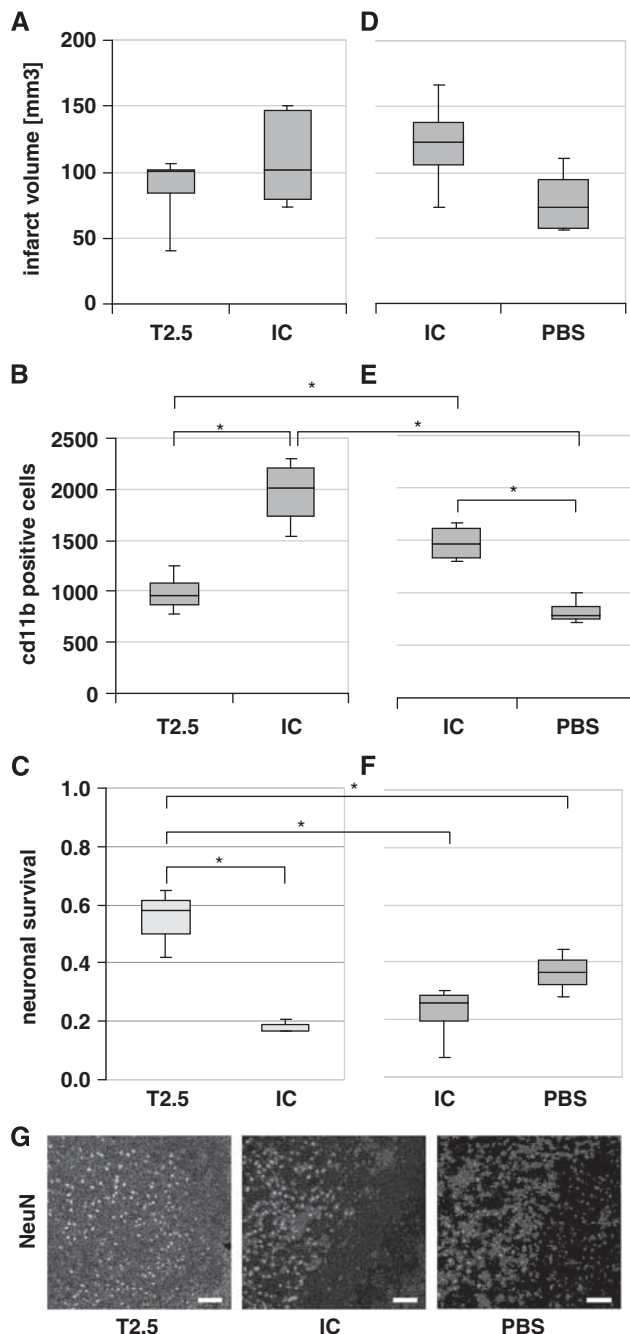 A
D
infarct volume [mm3]
200
150
100
50
0
T2.5 IC
IC PBS
B
E
cd11b positive cells
*
*
*
*
2500
2000
1500
1000
500
0
T2.5 IC
IC PBS
C
F
neuronal survival
*
*
*
1.0
0.8
0.6
0.4
0.2
0.0
T2.5 IC
IC PBS
G
NeuN
T2.5 IC PBS